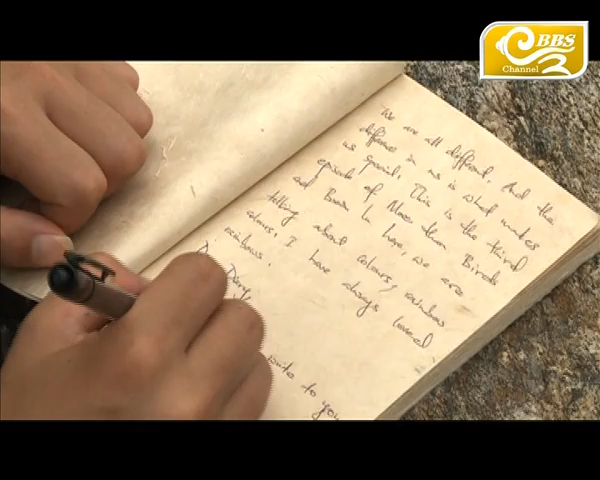 BBS
Channel 2
We are all different. And the
difference in us is what makes
us special. This is the third
episode of More than Birds
and Bees. In here, we are
talking about colours, rainbow
colours. I have always loved
rainbows.
Diary
write to you